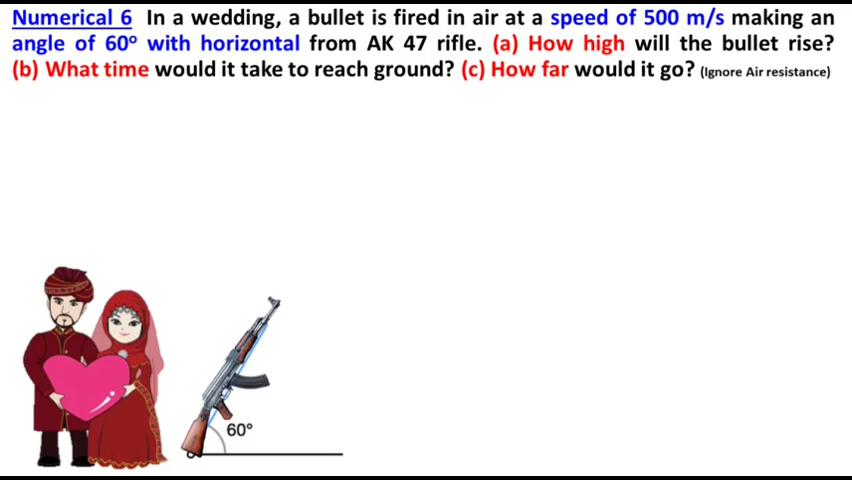 Numerical 6 In a wedding, a bullet is fired in air at a speed of 500 m/s making an
angle of 60º with horizontal from AK 47 rifle. (a) How high will the bullet rise?
(b) What time would it take to reach ground? (c) How far would it go? (Ignore Air resistance)
60°